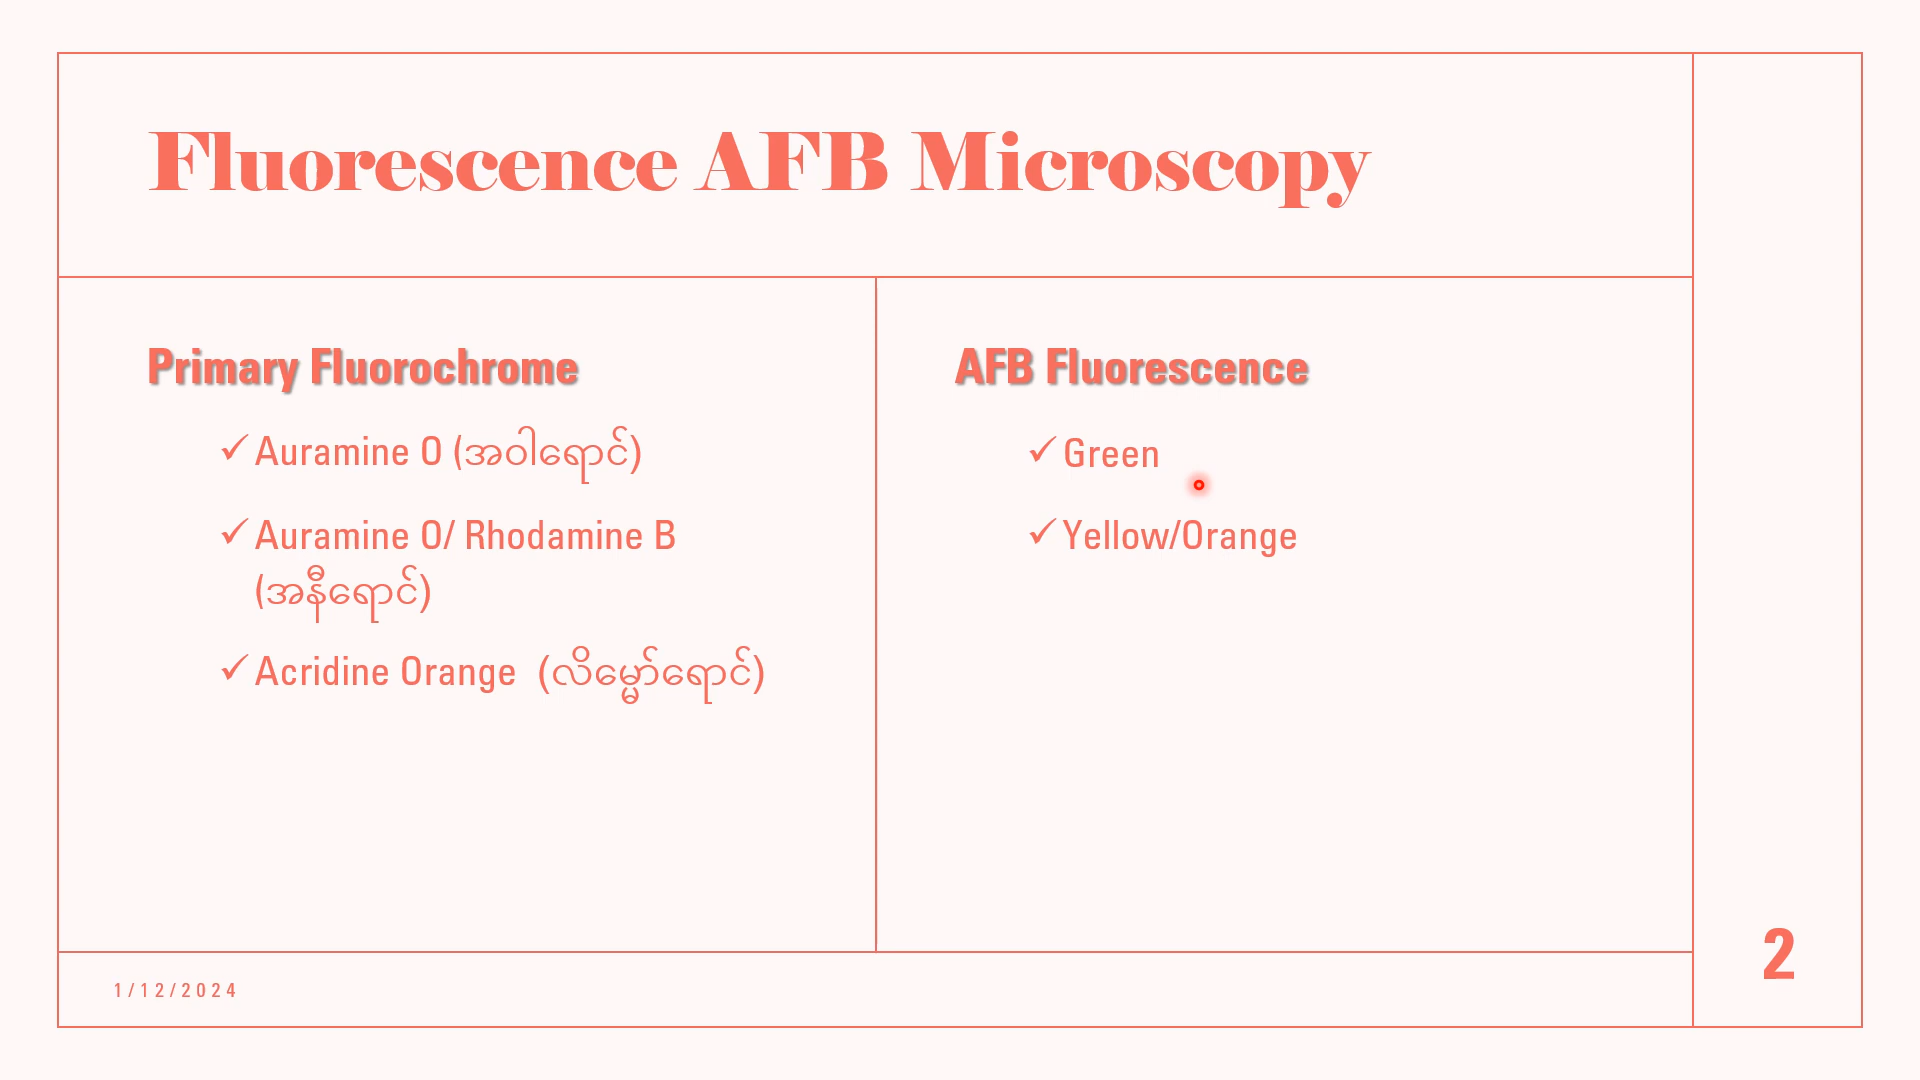 Fluorescence AFB Microscopy
Primary Fluorochrome
✓ Auramine O (အဝါရောင်)
✓ Auramine O/ Rhodamine B
(အနီရောင်)
✓ Acridine Orange (လိမ္မော်ရောင်)
AFB Fluorescence
✓ Green
✓ Yellow/Orange
1/12/2024
2